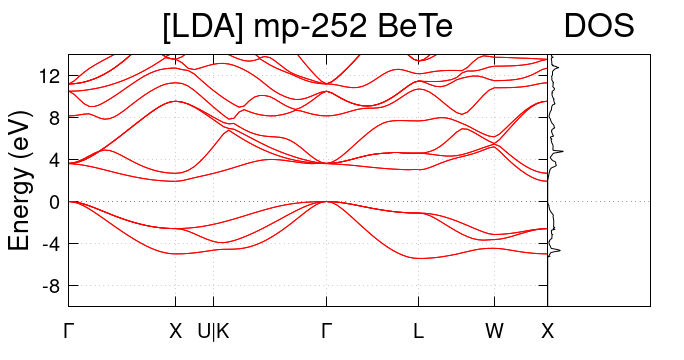 [LDA] mp-252 BeTe DOS
Energy (eV)
12
8
4
0
-4
-8
Γ X U|K Γ L W X